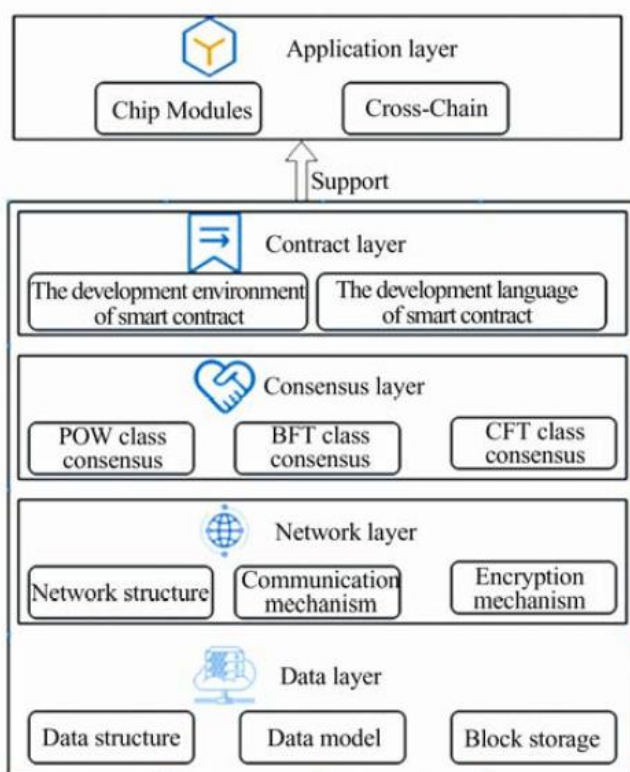 Application layer
Chip Modules
Cross-Chain
Support
Contract layer
The development environment
of smart contract
The development language
of smart contract
Consensus layer
POW class
consensus
BFT class
consensus
CFT class
consensus
Network layer
Network structure
Communication
mechanism
Encryption
mechanism
Data layer
Data structure
Data model
Block storage